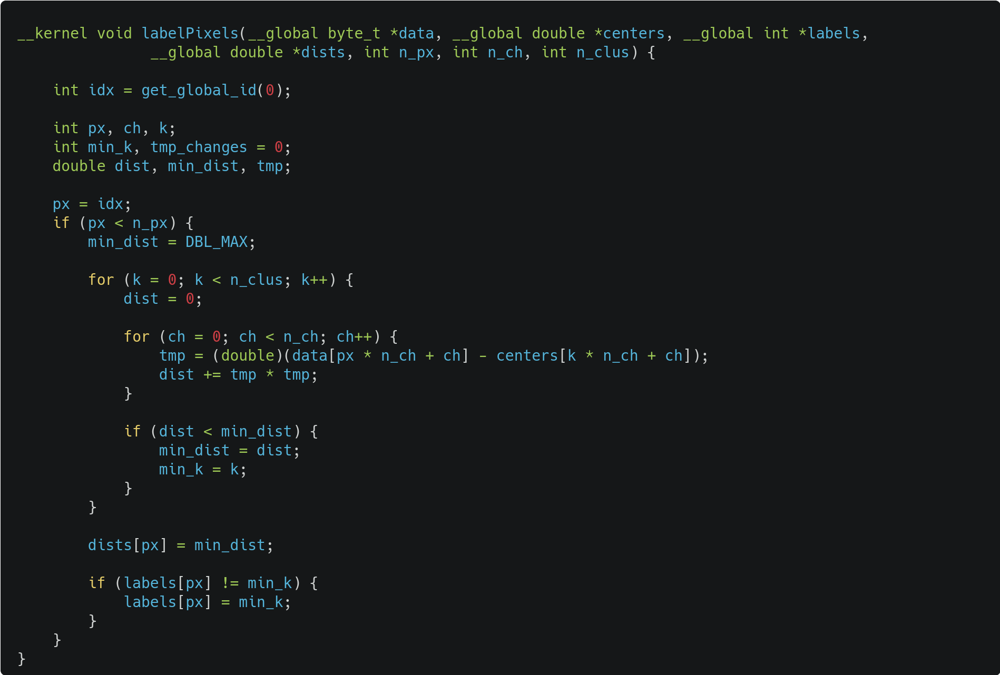 __kernel void labelPixels(__global byte_t *data, __global double *centers, __global int *labels,
               __global double *dists, int n_px, int n_ch, int n_clus) {
    int idx = get_global_id(0);
    int px, ch, k;
    int min_k, tmp_changes = 0;
    double dist, min_dist, tmp;
    px = idx;
    if (px < n_px) {
        min_dist = DBL_MAX;
        for (k = 0; k < n_clus; k++) {
            dist = 0;
            for (ch = 0; ch < n_ch; ch++) {
                tmp = (double)(data[px * n_ch + ch] - centers[k * n_ch + ch]);
                dist += tmp * tmp;
            }
            if (dist < min_dist) {
                min_dist = dist;
                min_k = k;
            }
        }
        dists[px] = min_dist;
        if (labels[px] != min_k) {
            labels[px] = min_k;
        }
    }
}